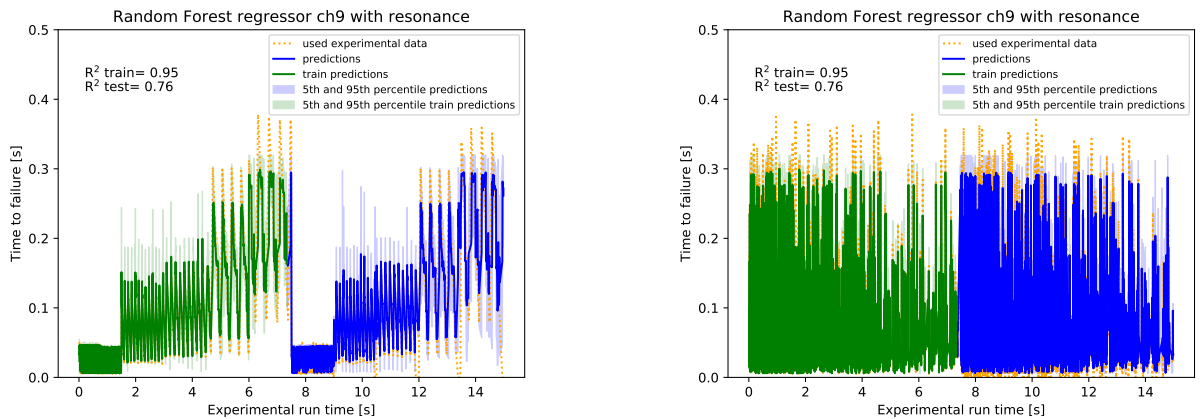 Random Forest regressor ch9 with resonance
0.5
0.4
0.3
0.2
0.1
0.0
Time to failure [s]
R² train= 0.95
R² test= 0.76
used experimental data
predictions
train predictions
5th and 95th percentile predictions
5th and 95th percentile train predictions
0 2 4 6 8 10 12 14
Experimental run time [s]
Random Forest regressor ch9 with resonance
0.5
0.4
0.3
0.2
0.1
0.0
Time to failure [s]
R² train= 0.95
R² test= 0.76
used experimental data
predictions
train predictions
5th and 95th percentile predictions
5th and 95th percentile train predictions
0 2 4 6 8 10 12 14
Experimental run time [s]